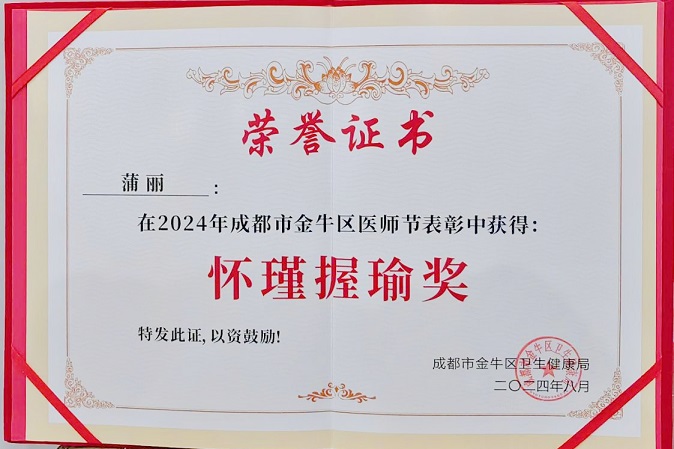 荣誉证书
蒲丽：
在2024年成都市金牛区医师节表彰中获得：
怀瑾握瑜奖
特发此证,以资鼓励!
成都市金牛区卫生健康局
二〇二四年八月